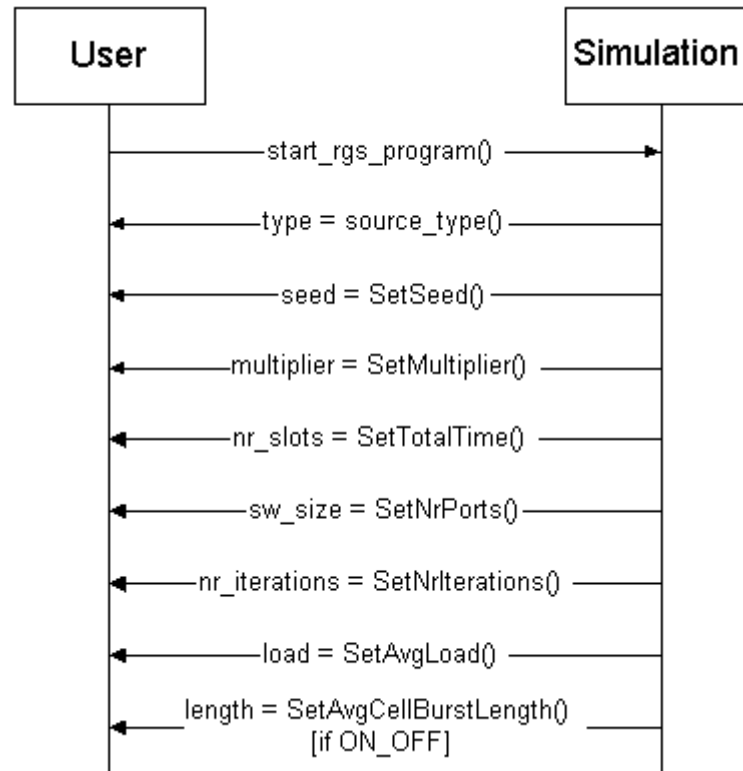 User
Simulation
start_rgs_program()
type = source_type()
seed = SetSeed()
multiplier = SetMultiplier()
nr_slots = SetTotalTime()
sw_size = SetNrPorts()
nr_iterations = SetNrIterations()
load = SetAvgLoad()
length = SetAvgCellBurstLength()
[if ON_OFF]